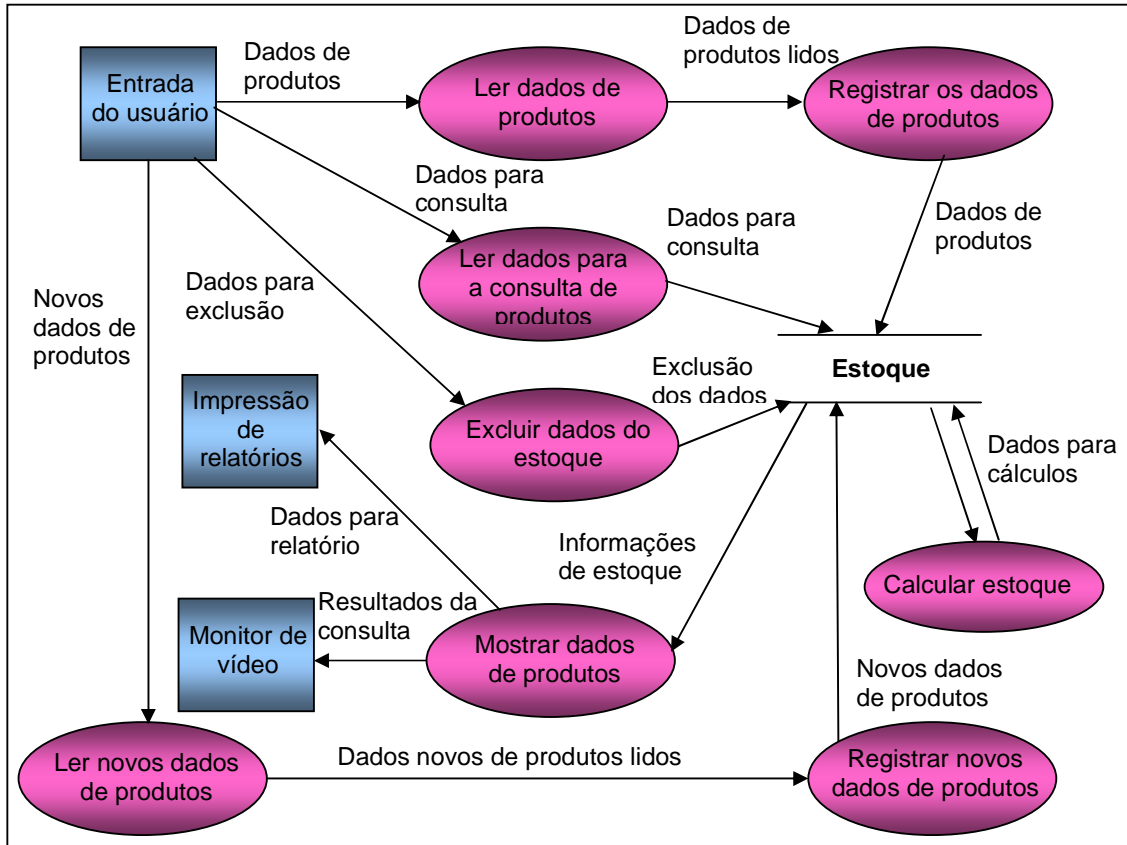 Entrada
do usuário
Dados de
produtos
Ler dados de
produtos
Dados de
produtos lidos
Registrar os dados
de produtos
Dados para
consulta
Ler dados para
a consulta de
produtos
Dados para
consulta
Dados de
produtos
Novos
dados de
produtos
Dados para
exclusão
Estoque
Exclusão
dos dados
Impressão
de
relatórios
Excluir dados do
estoque
Dados para
cálculos
Dados para
relatório
Informações
de estoque
Calcular estoque
Monitor de
vídeo
Resultados da
consulta
Mostrar dados
de produtos
Novos dados
de produtos
Ler novos dados
de produtos
Dados novos de produtos lidos
Registrar novos
dados de produtos